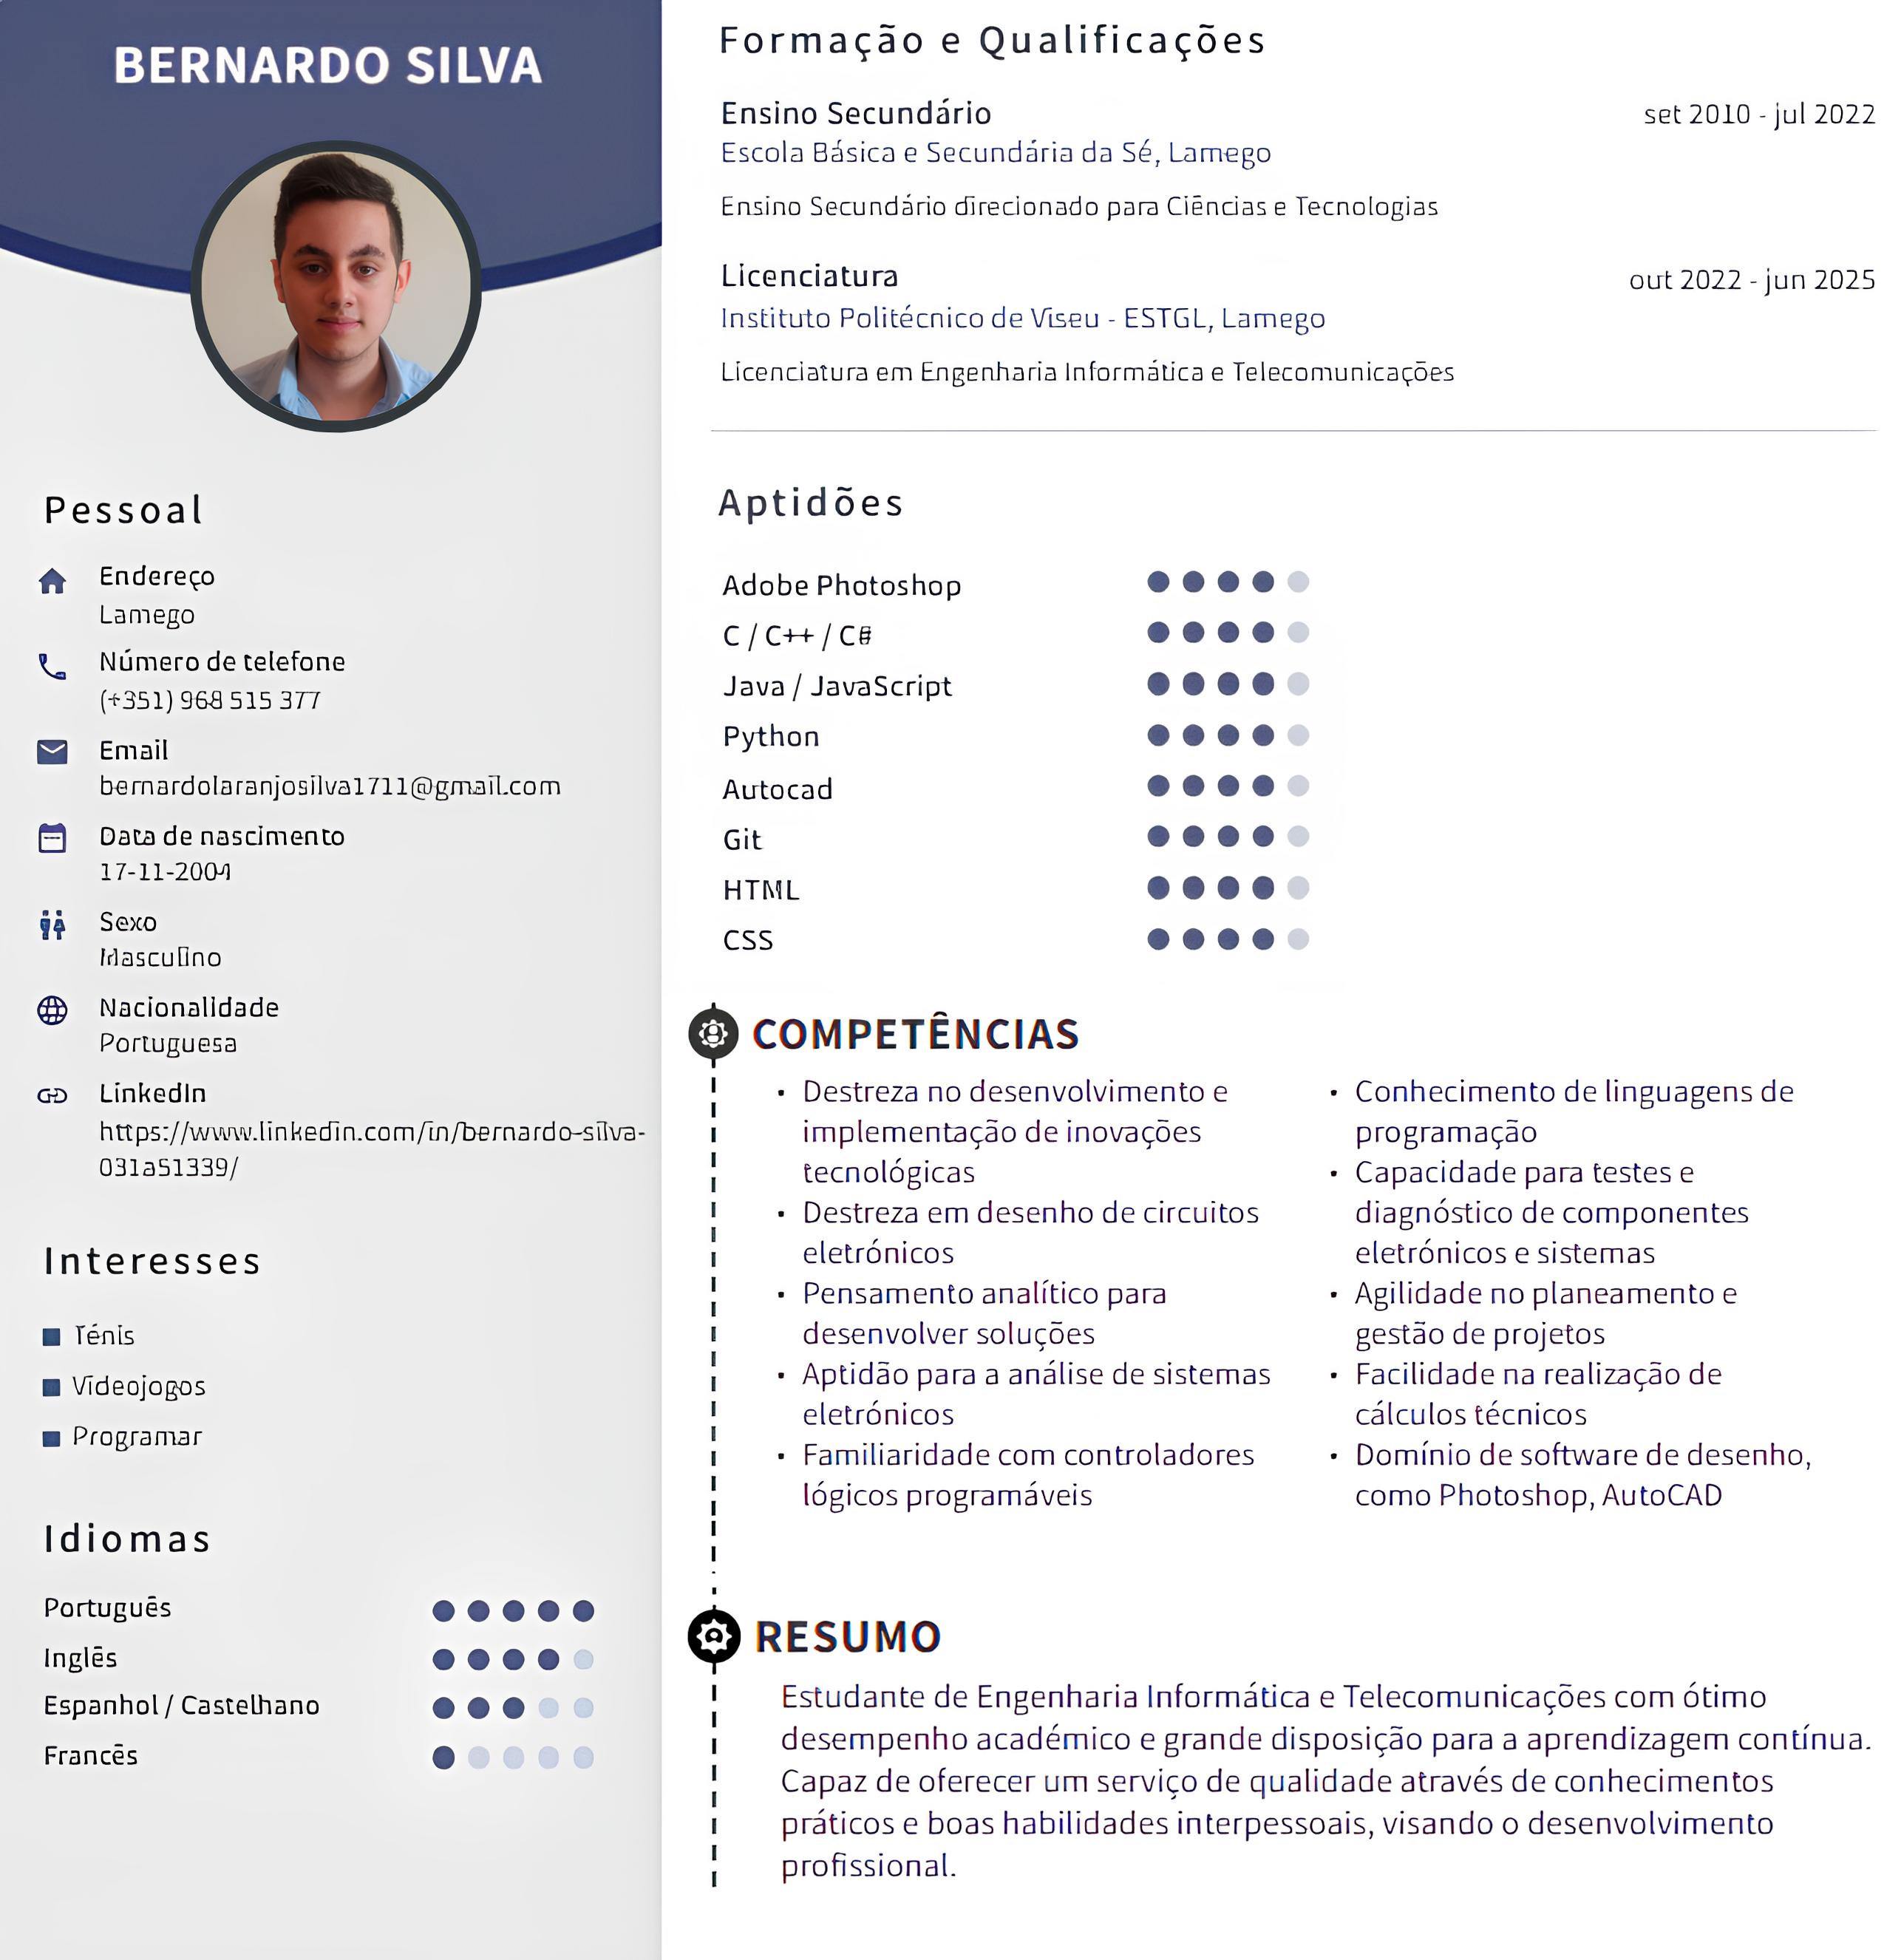 BERNARDO SILVA
Pessoal
Endereço
Lamego
Número de telefone
(+351) 968 515 377
Email
bernardolaranjosilva1711@gmail.com
Data de nascimento
17-11-2004
Sexo
Masculino
Nacionalidade
Portuguesa
LinkedIn
https://www.linkedin.com/in/bernardo-silva-
031a51339/
Interesses
Ténis
Videojogos
Programar
Idiomas
Português
Inglês
Espanhol / Castelhano
Francês
Formação e Qualificações
Ensino Secundário
set 2010 - jul 2022
Escola Básica e Secundária da Sé, Lamego
Ensino Secundário direcionado para Ciências e Tecnologias
Licenciatura
out 2022 - jun 2025
Instituto Politécnico de Viseu - ESTGL, Lamego
Licenciatura em Engenharia Informática e Telecomunicações
Aptidões
Adobe Photoshop
C / C++ / C#
Java / JavaScript
Python
Autocad
Git
HTML
CSS
COMPETÊNCIAS
• Destreza no desenvolvimento e
implementação de inovações
tecnológicas
• Destreza em desenho de circuitos
eletrónicos
• Pensamento analítico para
desenvolver soluções
• Aptidão para a análise de sistemas
eletrónicos
• Familiaridade com controladores
lógicos programáveis
• Conhecimento de linguagens de
programação
• Capacidade para testes e
diagnóstico de componentes
eletrónicos e sistemas
• Agilidade no planeamento e
gestão de projetos
• Facilidade na realização de
cálculos técnicos
• Domínio de software de desenho,
como Photoshop, AutoCAD
RESUMO
Estudante de Engenharia Informática e Telecomunicações com ótimo
desempenho académico e grande disposição para a aprendizagem contínua.
Capaz de oferecer um serviço de qualidade através de conhecimentos
práticos e boas habilidades interpessoais, visando o desenvolvimento
profissional.